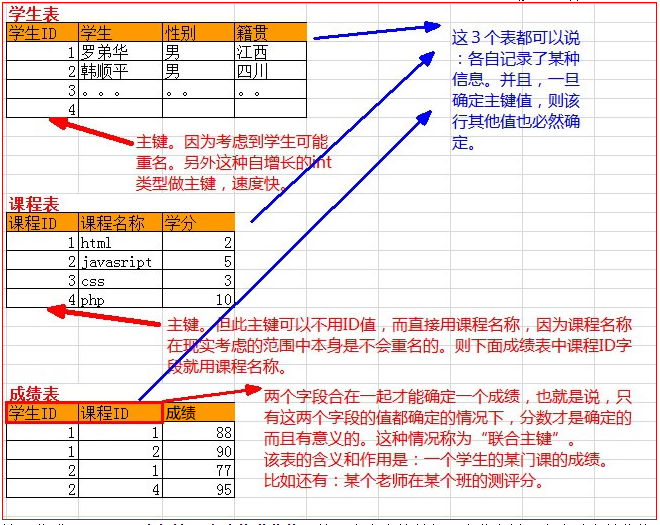 学生表
学生ID 学生 性别 籍贯
1 罗弟华 男 江西
2 韩顺平 男 四川
3 。。。 。。 。。
4
这3个表都可以说
：各自记录了某种
信息。并且，一旦
确定主键值，则该
行其他值也必然确
定。
主键。因为考虑到学生可能
重名。另外这种自增长的int
类型做主键，速度快。
课程表
课程ID 课程名称 学分
1 html 2
2 javasript 5
3 css 3
4 php 10
主键。但此主键可以不用ID值，而直接用课程名称，因为课程名称
在现实考虑的范围中本身是不会重名的。则下面成绩表中课程ID字
段就用课程名称。
成绩表
学生ID 课程ID 成绩
1 1 88
1 2 90
2 1 77
2 4 95
两个字段合在一起才能确定一个成绩，也就是说，只
有这两个字段的值都确定的情况下，分数才是确定的
而且有意义的。这种情况称为“联合主键”。
该表的含义和作用是：一个学生的某门课的成绩。
比如还有：某个老师在某个班的测评分。